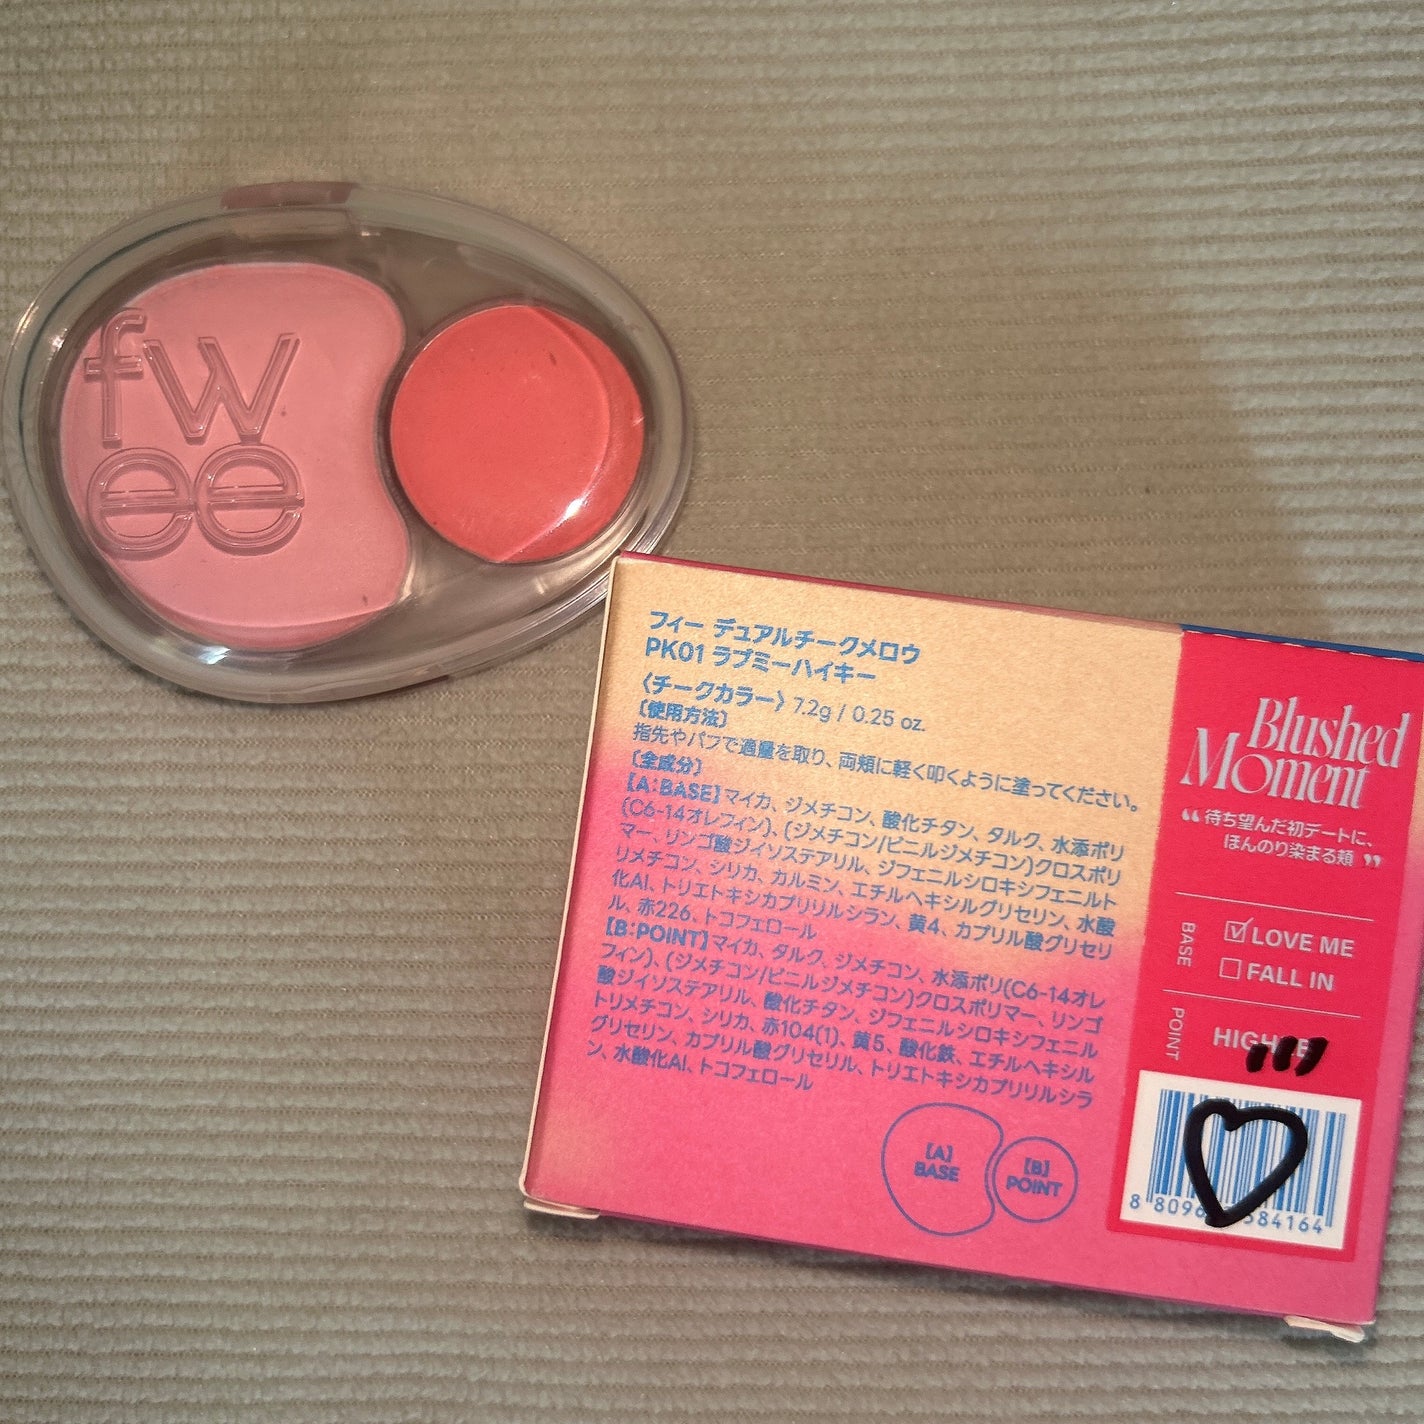 fw
ee
フィー デュアルチークメロウ
PK01 ラブミーハイキー
〈チークカラー〉 7.2g / 0.25 oz.
〔使用方法〕
指先やパフで適量を取り、両頬に軽く叩くように塗ってください。
〔全成分〕
【A:BASE】マイカ、ジメチコン、酸化チタン、タルク、水添ポリ
(C6-14オレフィン)、(ジメチコン/ビニルジメチコン)クロスポリ
マー、リンゴ酸ジイソステアリル、ジフェニルシロキシフェニルト
リメチコン、シリカ、カルミン、エチルヘキシルグリセリン、水酸
化Al、トリエトキシカプリリルシラン、黄4、カプリル酸グリセリ
ル、赤226、トコフェロール
【B:POINT】マイカ、タルク、ジメチコン、水添ポリ(C6-14オレ
フィン)、(ジメチコン/ビニルジメチコン)クロスポリマー、リンゴ
酸ジイソステアリル、酸化チタン、ジフェニルシロキシフェニル
トリメチコン、シリカ、赤104(1)、黄5、酸化鉄、エチルヘキシル
グリセリン、カプリル酸グリセリル、トリエトキシカプリリルシラ
ン、水酸化Al、トコフェロール
[A]
BASE
[B]
POINT
Blushed
Moment
“待ち望んだ初デートに、
ほんのり染まる頬”
BASE
LOVE ME
FALL IN
POINT
8 8096 584164